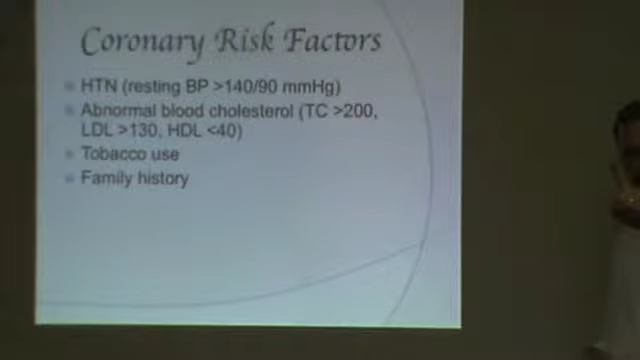 Coronary Risk Factors
HTN (resting BP >140/90 mmHg)
Abnormal blood cholesterol (TC >200,
LDL >130, HDL <40)
Tobacco use
Family history